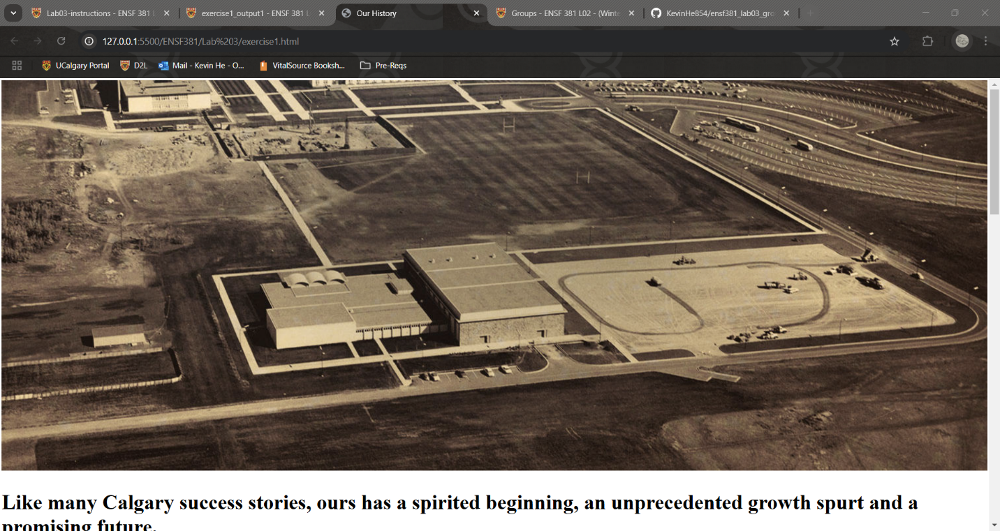 Lab03-instructions - ENSF 381 L
exercise1_output1 - ENSF 381 L
Our History
Groups - ENSF 381 L02 - (Winte
KevinHe854/ensf381_lab03_gro
127.0.0.1:5500/ENSF381/Lab%203/exercise1.html
UCalgary Portal
D2L
Mail - Kevin He - O...
VitalSource Booksh...
Pre-Reqs
Like many Calgary success stories, ours has a spirited beginning, an unprecedented growth spurt and a
promising future.